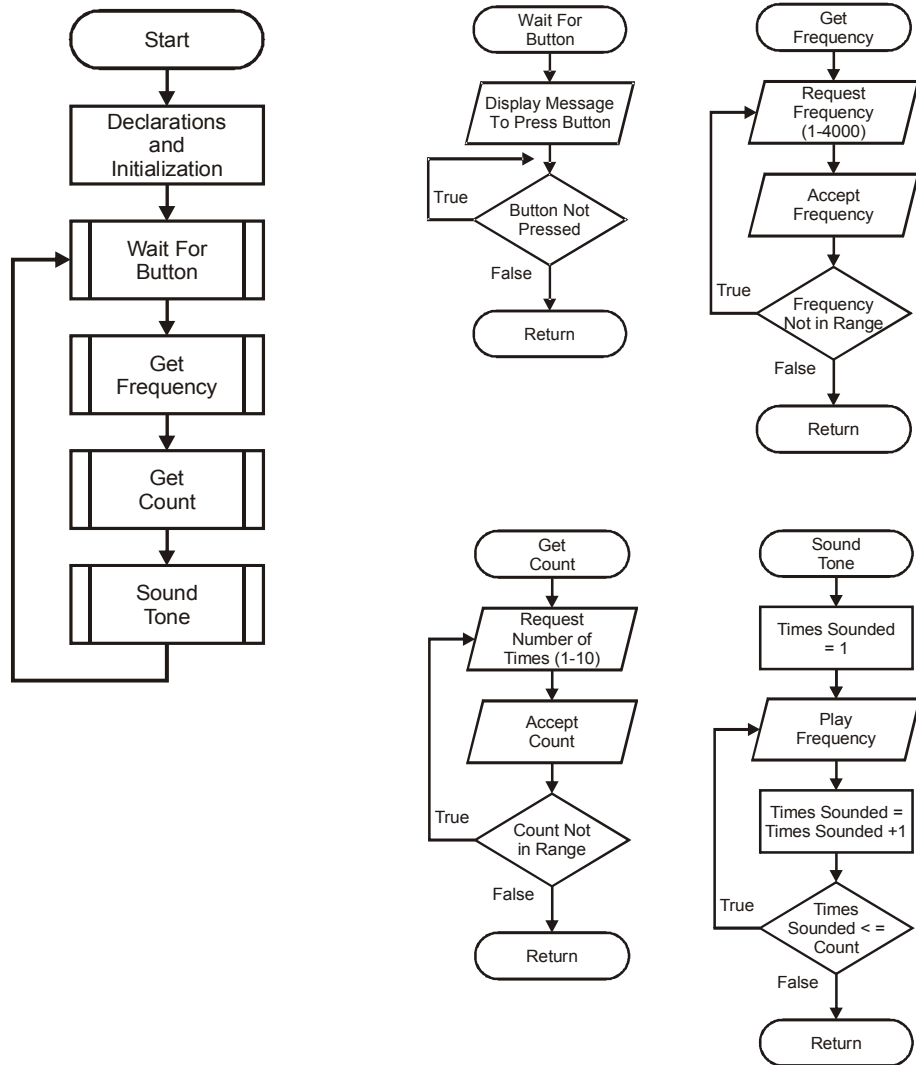 Start
Declarations
and
Initialization
Wait For
Button
Get
Frequency
Get
Count
Sound
Tone
Wait For
Button
Display Message
To Press Button
True
Button Not
Pressed
False
Return
Get
Frequency
Request
Frequency
(1-4000)
Accept
Frequency
True
Frequency
Not in Range
False
Return
Get
Count
Request
Number of
Times (1-10)
Accept
Count
True
Count Not
in Range
False
Return
Sound
Tone
Times Sounded
= 1
Play
Frequency
Times Sounded =
Times Sounded +1
True
Times
Sounded < =
Count
False
Return